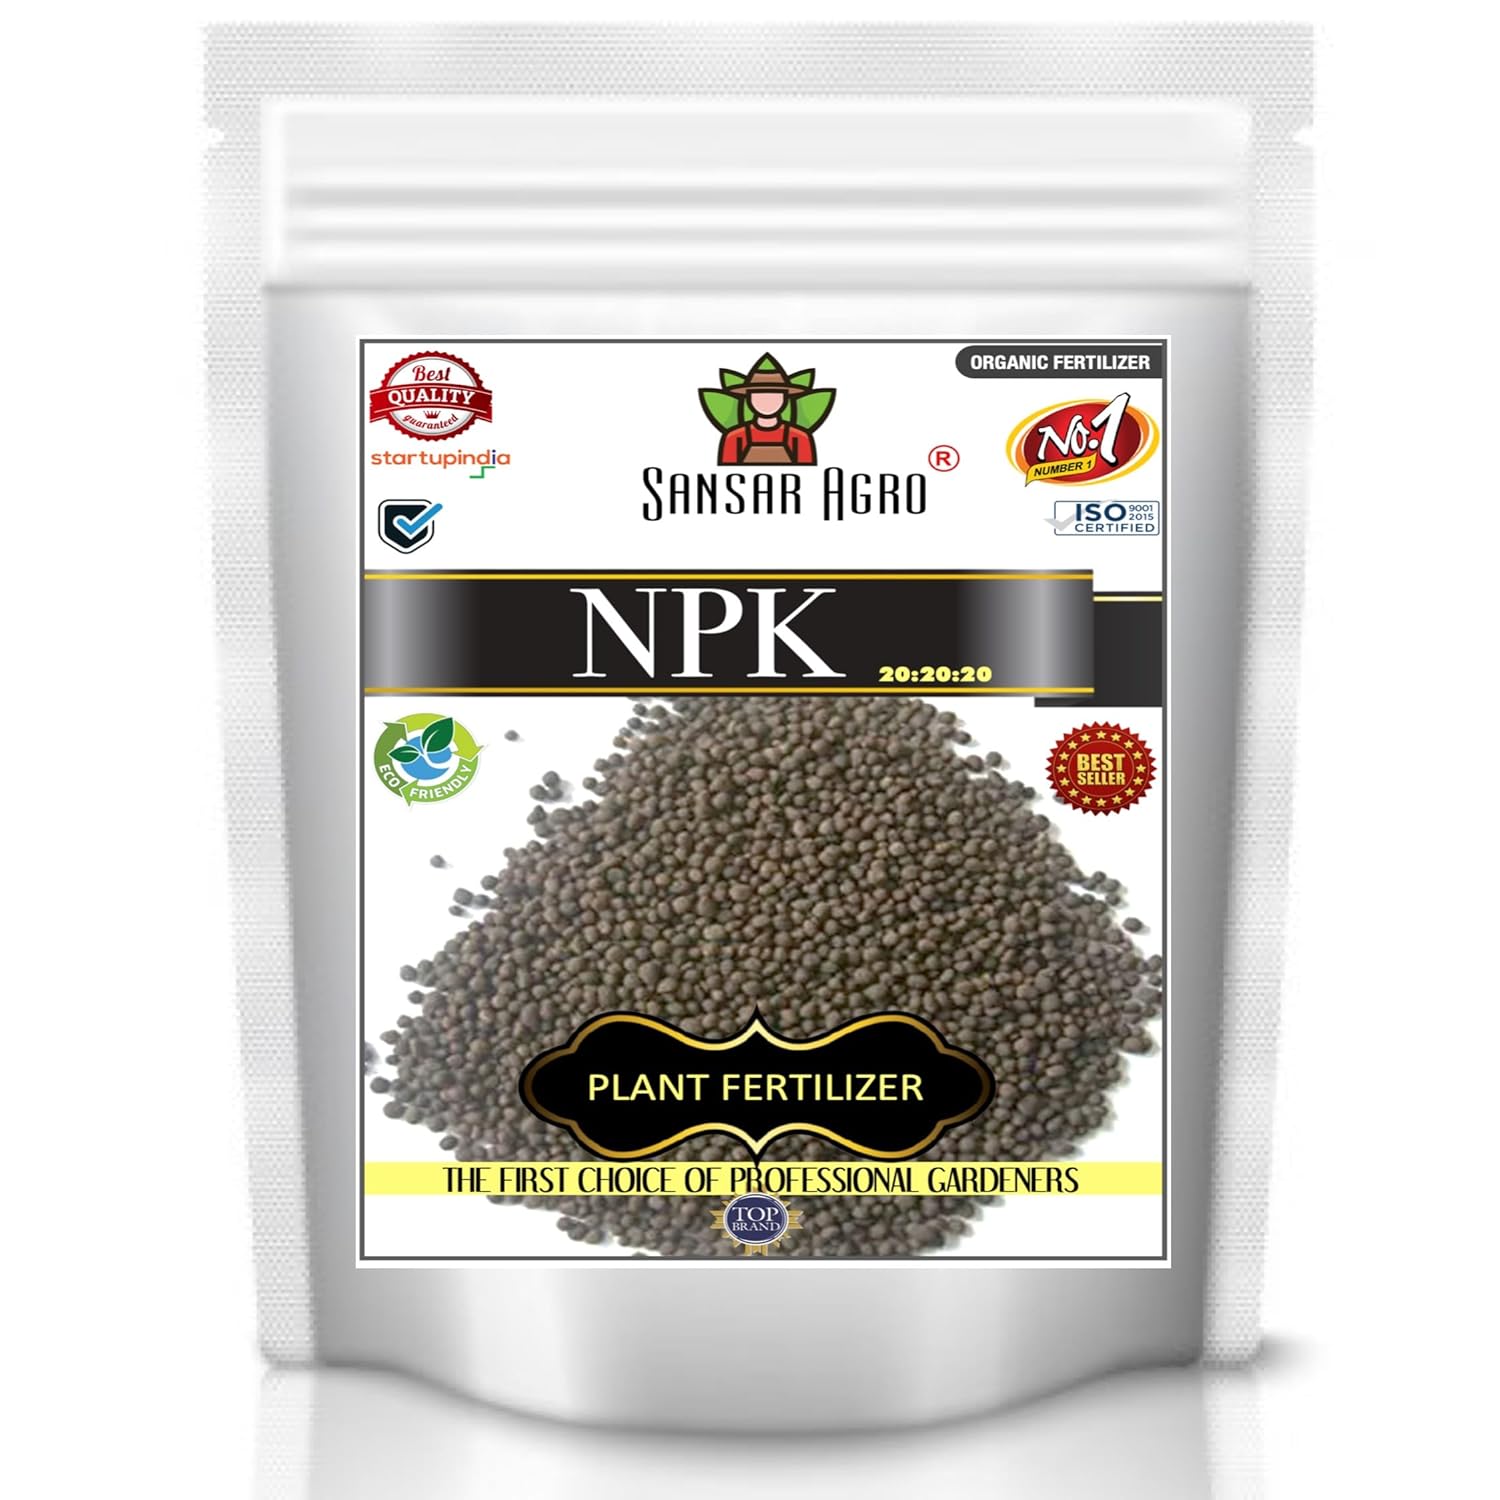 Best
QUALITY
guaranteed
startupindia
SANSAR AGRO®
ORGANIC FERTILIZER
No.1
NUMBER 1
ISO 9001 2015
CERTIFIED
NPK 20:20:20
ECO FRIENDLY
BEST
SELLER
PLANT FERTILIZER
THE FIRST CHOICE OF PROFESSIONAL GARDENERS
TOP
BRAND